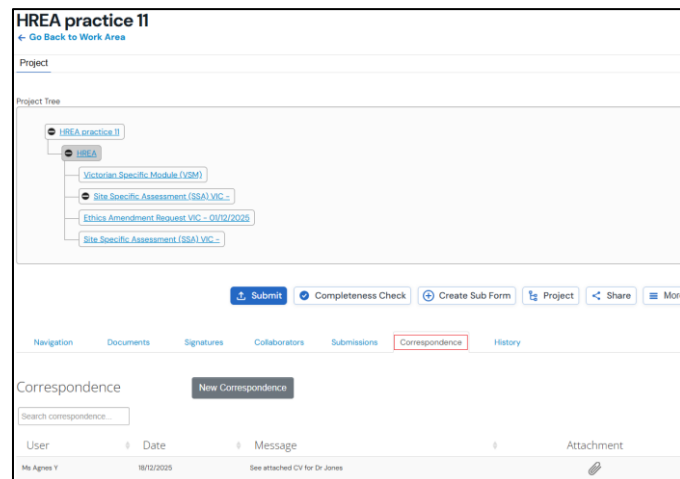 HREA practice 11
← Go Back to Work Area
Project
Project Tree
HREA practice 11
HREA
Victorian Specific Module (VSM)
Site Specific Assessment (SSA) VIC -
Ethics Amendment Request VIC - 01/12/2025
Site Specific Assessment (SSA) VIC -
Submit Completeness Check Create Sub Form Project Share Mor
Navigation Documents Signatures Collaborators Submissions Correspondence History
Correspondence New Correspondence
Search correspondence...
User Date Message Attachment
Ms Agnes Y 18/12/2025 See attached CV for Dr Jones